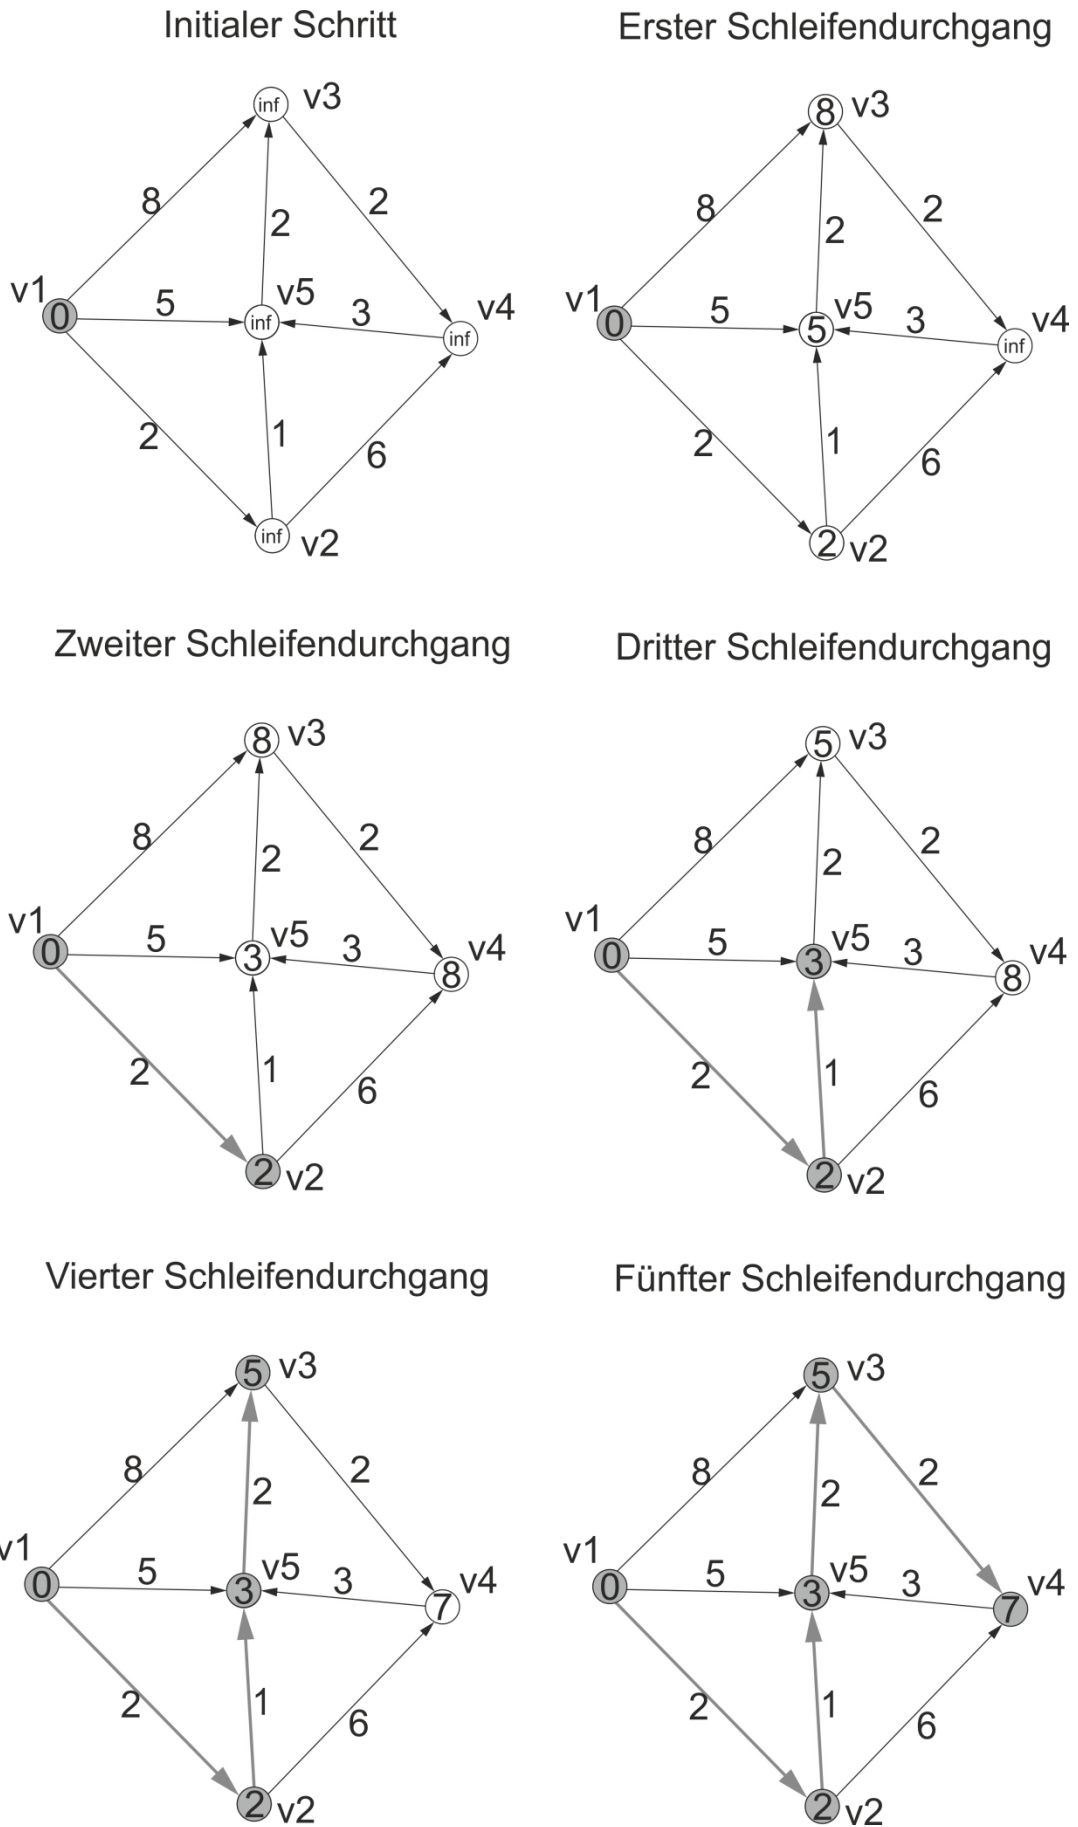 Initialer Schritt
inf v3
8 2
2
v1 0 5 inf v5 3 inf v4
2 1 6
inf v2
Erster Schleifendurchgang
8 v3
8 2
2
v1 0 5 5 v5 3 inf v4
2 1 6
2 v2
Zweiter Schleifendurchgang
8 v3
8 2
2
v1 0 5 3 v5 3 8 v4
2 1 6
2 v2
Dritter Schleifendurchgang
5 v3
8 2
2
v1 0 5 3 v5 3 8 v4
2 1 6
2 v2
Vierter Schleifendurchgang
5 v3
8 2
2
v1 0 5 3 v5 3 7 v4
2 1 6
2 v2
Fünfter Schleifendurchgang
5 v3
8 2
2
v1 0 5 3 v5 3 7 v4
2 1 6
2 v2